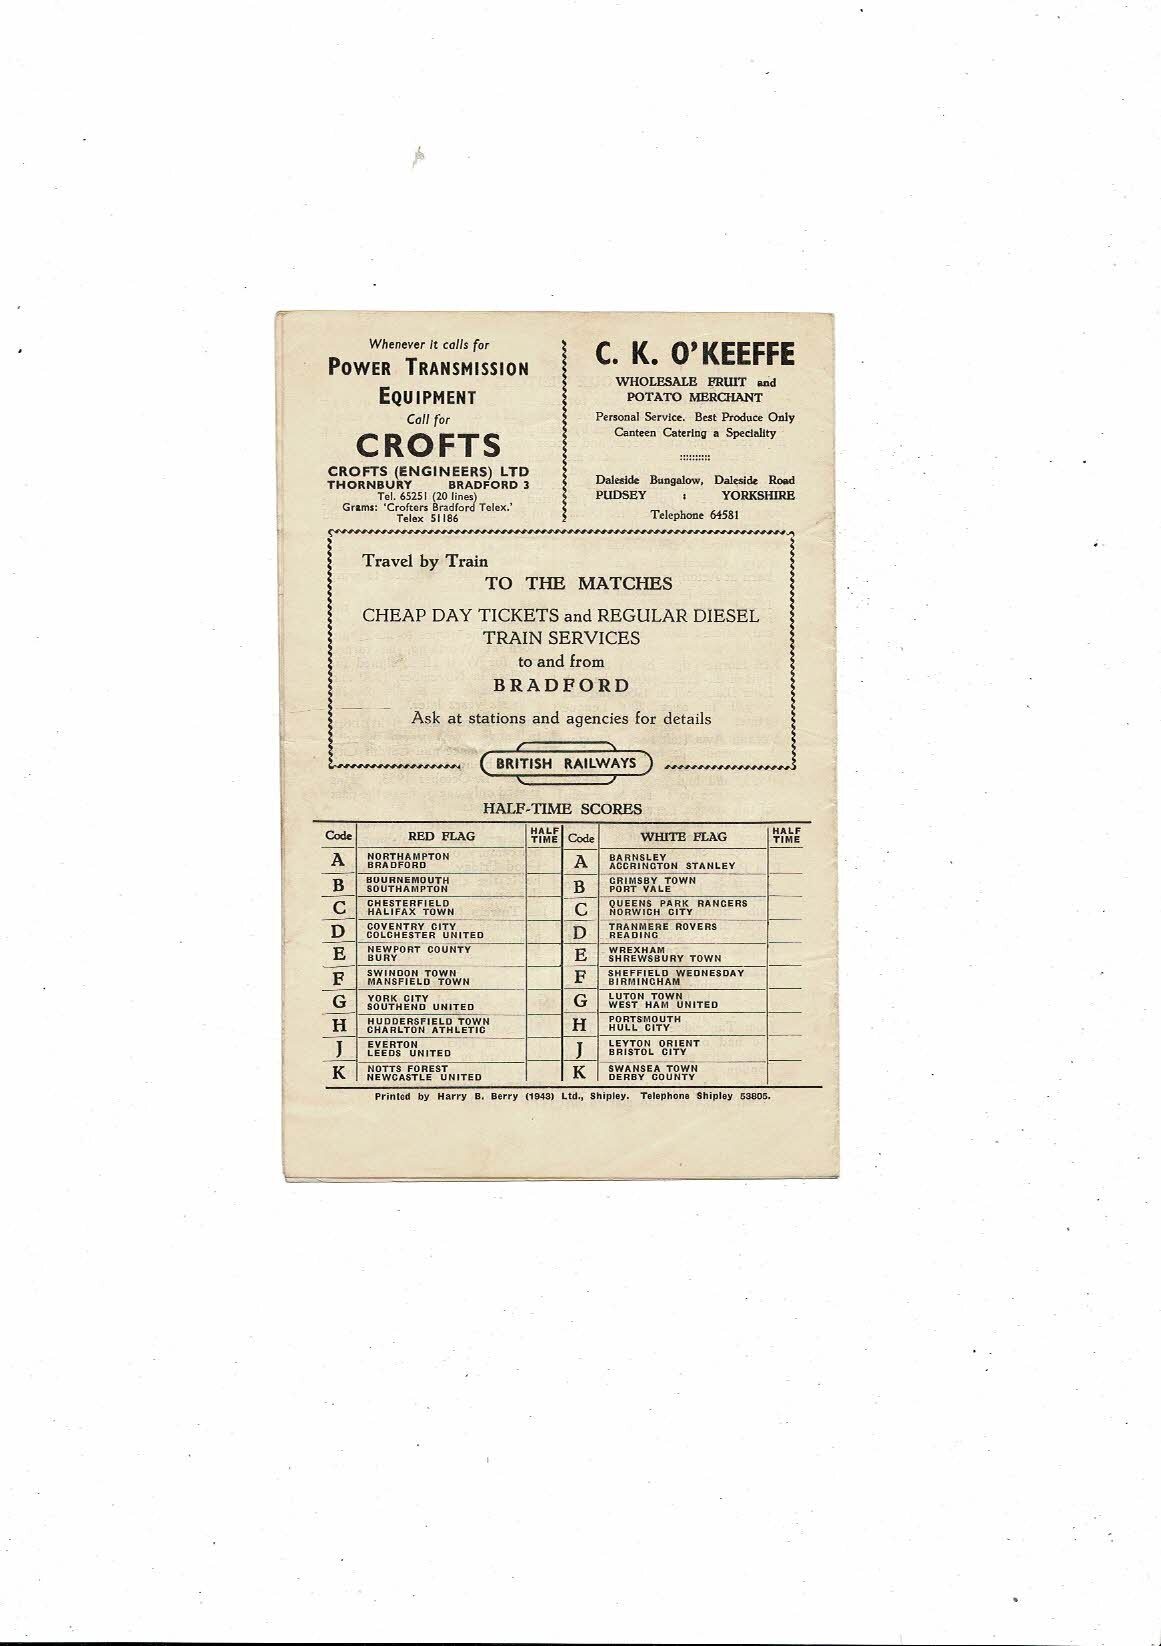 Whenever it calls for
POWER TRANSMISSION
EQUIPMENT
Call for
CROFTS
CROFTS (ENGINEERS) LTD
THORNBURY BRADFORD 3
Tel. 65251 (20 lines)
Grams: 'Crofters Bradford Telex.'
Telex 51186
C. K. O'KEEFFE
WHOLESALE FRUIT and
POTATO MERCHANT
Personal Service. Best Produce Only
Canteen Catering a Speciality
Daleside Bungalow, Daleside Road
PUDSEY : YORKSHIRE
Telephone 64581
Travel by Train
TO THE MATCHES
CHEAP DAY TICKETS and REGULAR DIESEL
TRAIN SERVICES
to and from
BRADFORD
Ask at stations and agencies for details
BRITISH RAILWAYS
HALF-TIME SCORES
Code RED FLAG HALF TIME Code WHITE FLAG HALF TIME
A NORTHAMPTON A BARNSLEY
BRADFORD ACCRINGTON STANLEY
B BOURNEMOUTH B GRIMSBY TOWN
SOUTHAMPTON PORT VALE
C CHESTERFIELD C QUEENS PARK RANGERS
HALIFAX TOWN NORWICH CITY
D COVENTRY CITY D TRANMERE ROVERS
COLCHESTER UNITED READING
E NEWPORT COUNTY E WREXHAM
BURY SHREWSBURY TOWN
F SWINDON TOWN F SHEFFIELD WEDNESDAY
MANSFIELD TOWN BIRMINGHAM
G YORK CITY G LUTON TOWN
SOUTHEND UNITED WEST HAM UNITED
H HUDDERSFIELD TOWN H PORTSMOUTH
CHARLTON ATHLETIC HULL CITY
J EVERTON J LEYTON ORIENT
LEEDS UNITED BRISTOL CITY
K NOTTS FOREST K SWANSEA TOWN
NEWCASTLE UNITED DERBY COUNTY
Printed by Harry B. Berry (1943) Ltd., Shipley. Telephone Shipley 53805.